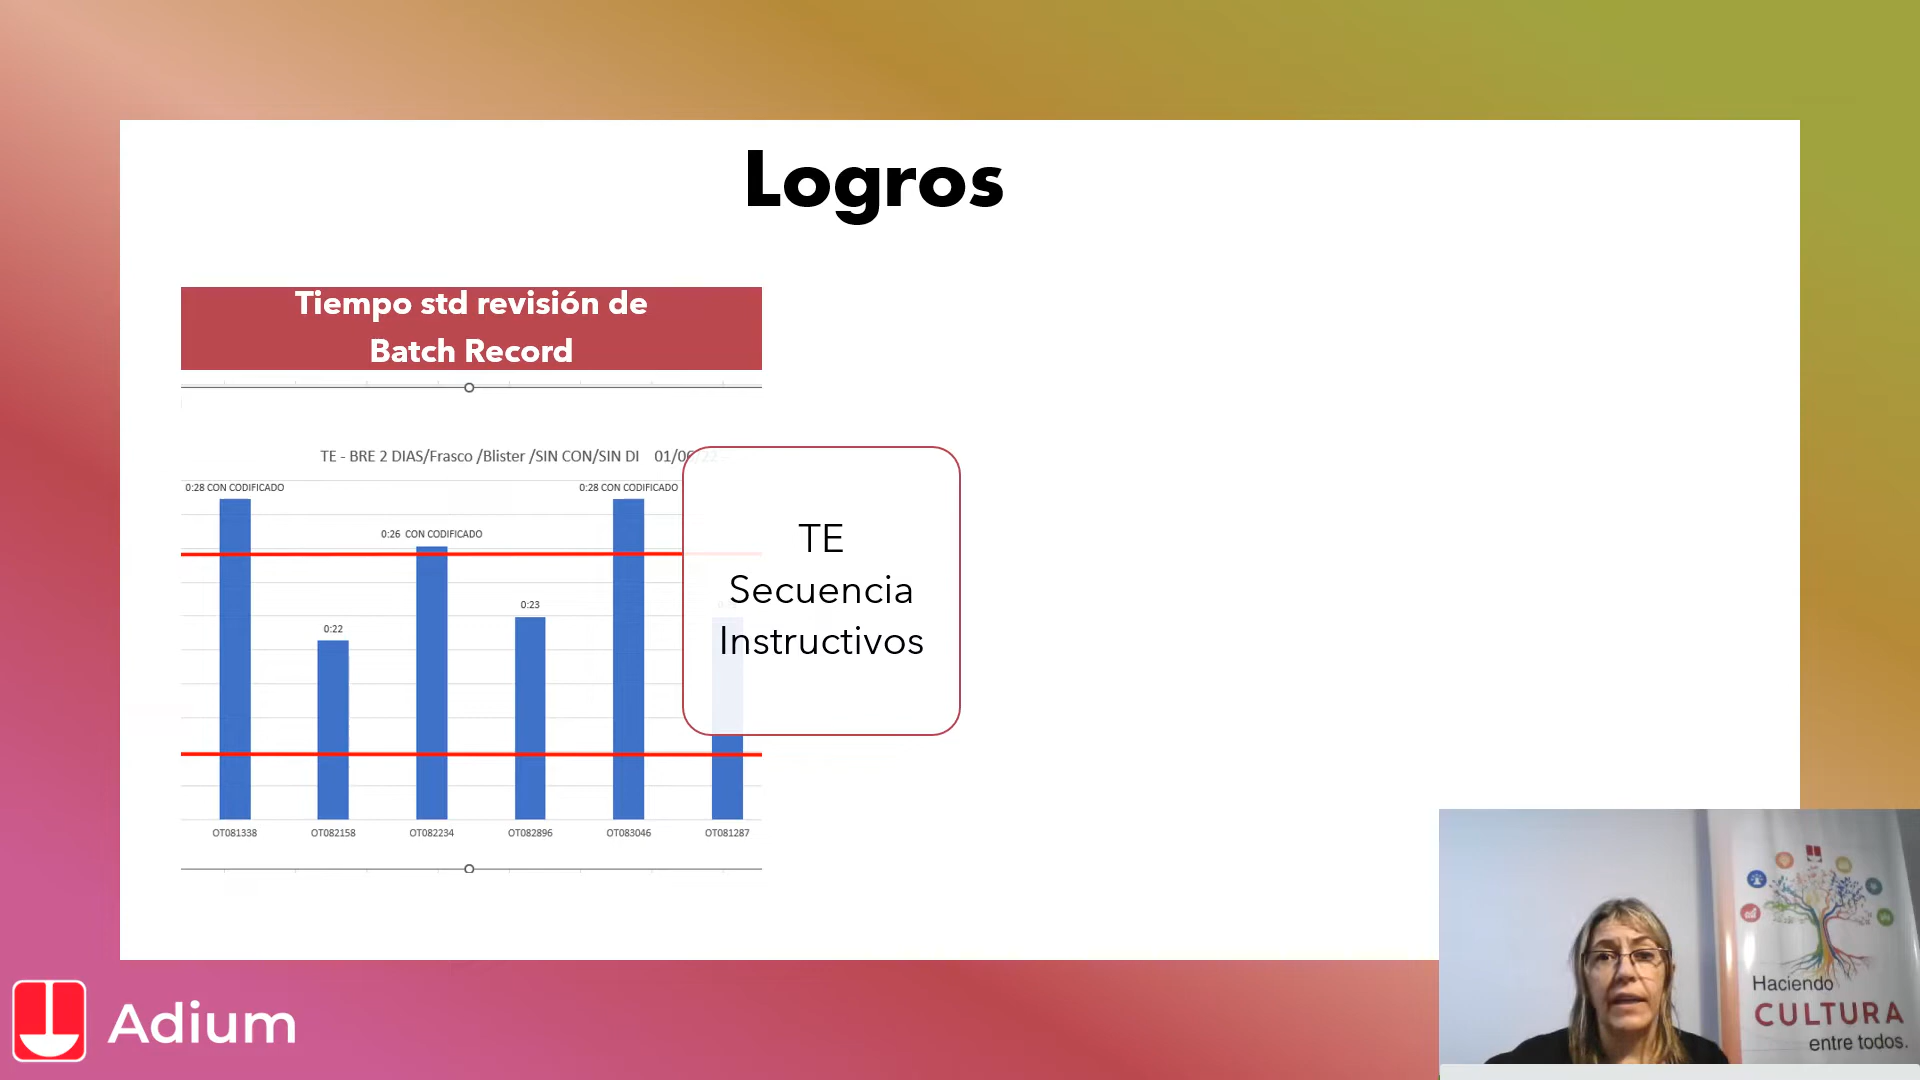 Logros
Tiempo std revisión de
Batch Record
TE - BRE 2 DIAS/Frasco /Blister /SIN CON/SIN DI 01/06/22 -
0:28 CON CODIFICADO
0:28 CON CODIFICADO
0:26 CON CODIFICADO
0:23
0:22
TE
Secuencia
Instructivos
OT081338
OT082158
OT082234
OT082896
OT083046
OT081287
Adium
Haciendo
CULTURA
entre todos.